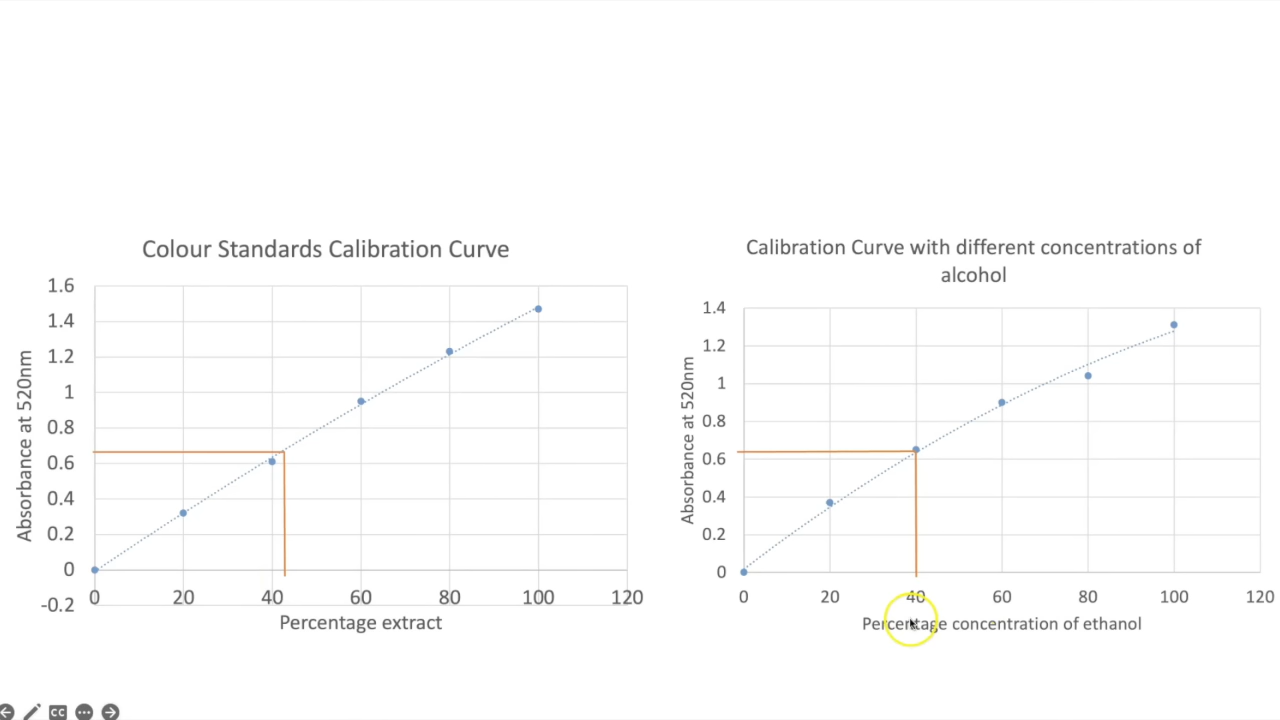 Colour Standards Calibration Curve
1.6
1.4
1.2
1
0.8
0.6
0.4
0.2
0
-0.2
0 20 40 60 80 100 120
Absorbance at 520nm
Percentage extract
Calibration Curve with different concentrations of
alcohol
1.4
1.2
1
0.8
0.6
0.4
0.2
0
0 20 40 60 80 100 120
Absorbance at 520nm
Percentage concentration of ethanol
CC